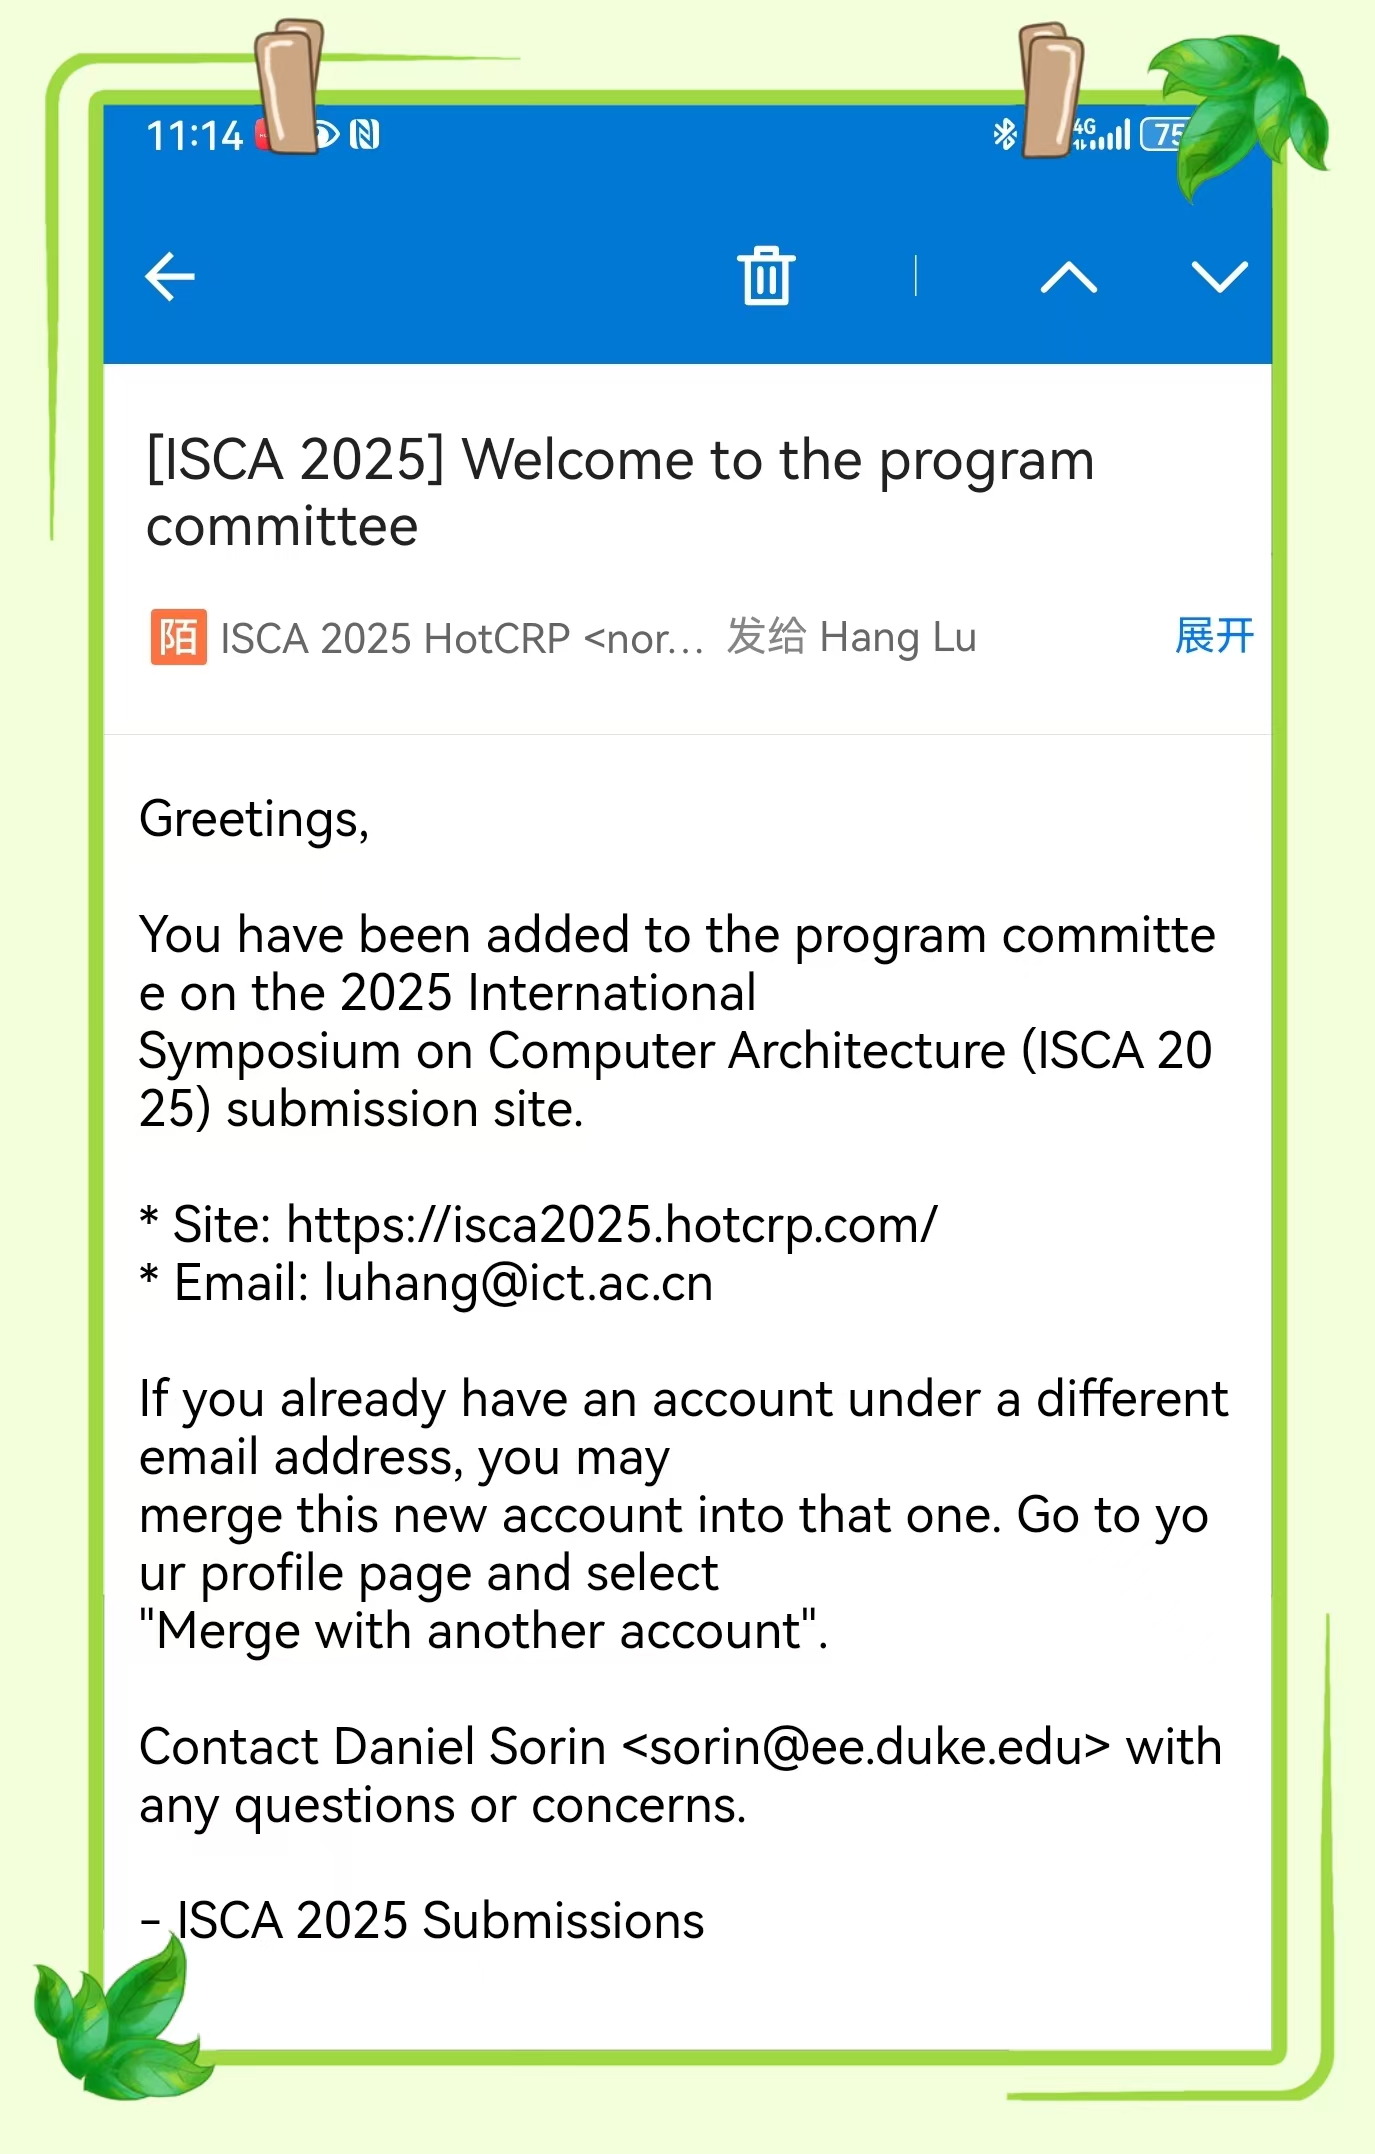 11:14
4G
75
[ISCA 2025] Welcome to the program
committee
陌 ISCA 2025 HotCRP <nor... 发给 Hang Lu 展开
Greetings,
You have been added to the program committe
e on the 2025 International
Symposium on Computer Architecture (ISCA 20
25) submission site.
* Site: https://isca2025.hotcrp.com/
* Email: luhang@ict.ac.cn
If you already have an account under a different
email address, you may
merge this new account into that one. Go to yo
ur profile page and select
"Merge with another account".
Contact Daniel Sorin <sorin@ee.duke.edu> with
any questions or concerns.
- ISCA 2025 Submissions